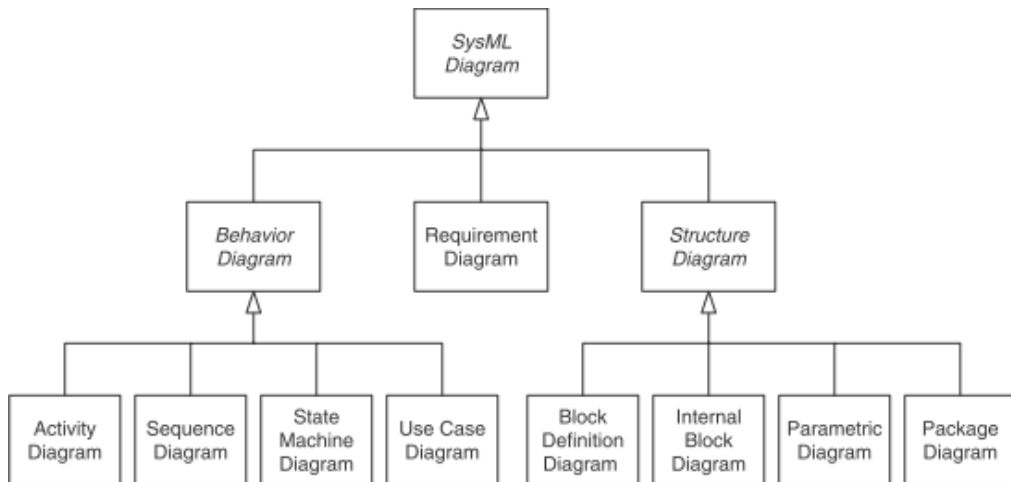 SysML
Diagram
Behavior
Diagram
Requirement
Diagram
Structure
Diagram
Activity
Diagram
Sequence
Diagram
State
Machine
Diagram
Use Case
Diagram
Block
Definition
Diagram
Internal
Block
Diagram
Parametric
Diagram
Package
Diagram